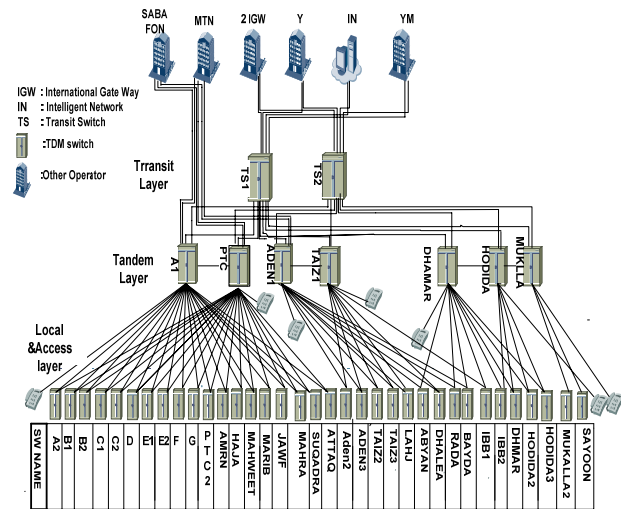 SABA
FON
MTN
2 IGW
Y
IN
YM
IGW : International Gate Way
IN : Intelligent Network
TS : Transit Switch
:TDM switch
:Other Operator
Trransit
Layer
TS1
TS2
Tandem
Layer
A1
PTC
ADEN1
TAIZ1
DHAMAR
HODIDA
MUKLLA
Local
&Access
layer
SW NAME
A2
B1
B2
C1
C2
D
E1
E2
F
G
PTC2
AMRN
HAJA
MAHWEET
MARIB
JAWF
MAHRA
SUQADRA
ATTAQ
Aden2
ADEN3
TAIZ2
TAIZ3
LAHJ
ABYAN
DHALEA
RADA
BAYDA
IBB1
IBB2
DHMAR
HODIDA2
HODIDA3
MUKALLA2
SAYOON